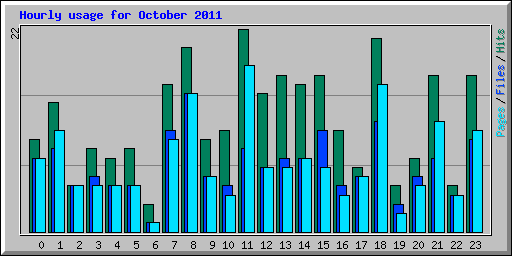 Hourly usage for October 2011
22
Pages/Files/Hits
0 1 2 3 4 5 6 7 8 9 10 11 12 13 14 15 16 17 18 19 20 21 22 23